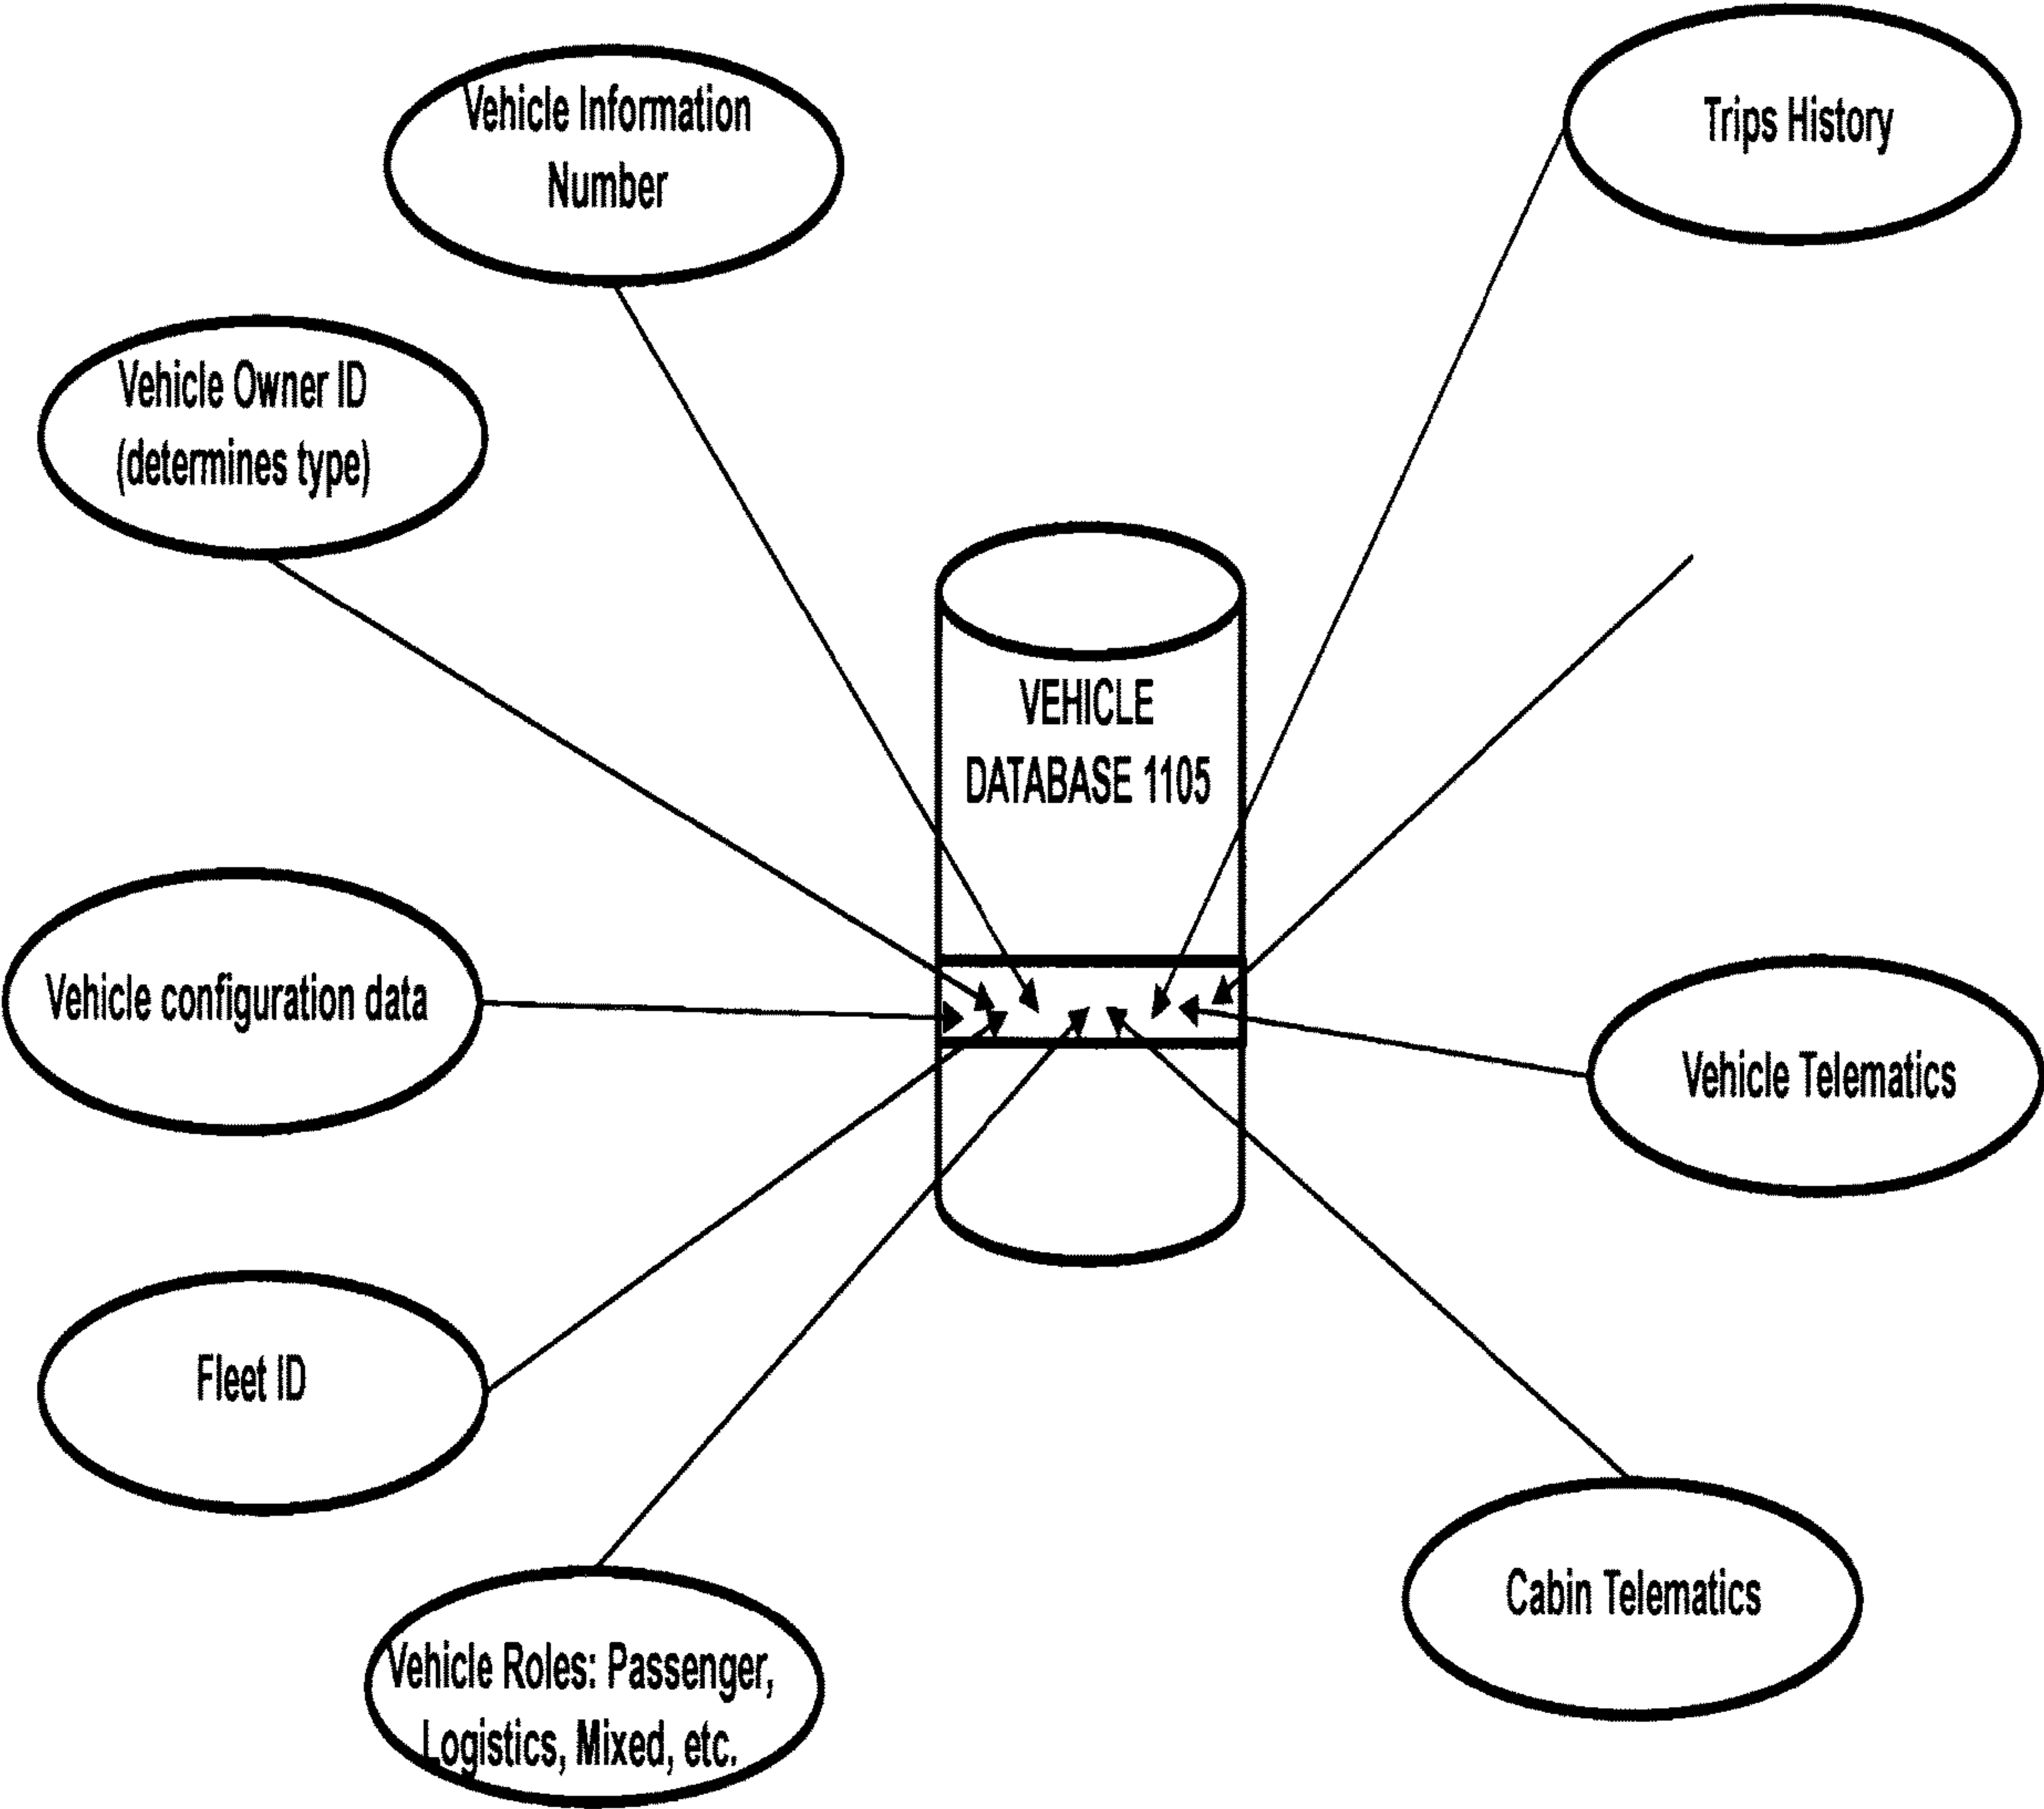 Vehicle Information
Number
Trips History
Vehicle Owner ID
(determines type)
VEHICLE
DATABASE 1105
Vehicle configuration data
Vehicle Telematics
Fleet ID
Cabin Telematics
Vehicle Roles: Passenger,
Logistics, Mixed, etc.